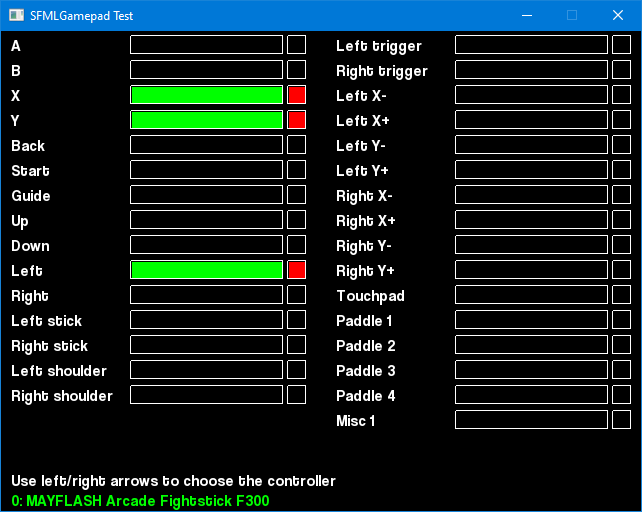 SFMLGamepad Test
A
B
X
Y
Back
Start
Guide
Up
Down
Left
Right
Left stick
Right stick
Left shoulder
Right shoulder
Left trigger
Right trigger
Left X-
Left X+
Left Y-
Left Y+
Right X-
Right X+
Right Y-
Right Y+
Touchpad
Paddle 1
Paddle 2
Paddle 3
Paddle 4
Misc 1
Use left/right arrows to choose the controller
0: MAYFLASH Arcade Fightstick F300